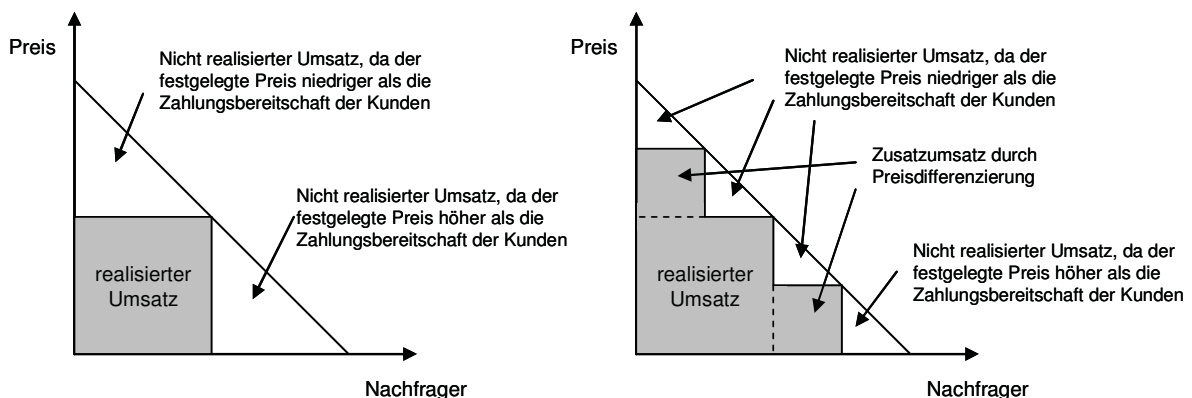 Preis
Nicht realisierter Umsatz, da der
festgelegte Preis niedriger als die
Zahlungsbereitschaft der Kunden
Nicht realisierter Umsatz, da der
festgelegte Preis höher als die
Zahlungsbereitschaft der Kunden
realisierter
Umsatz
Nachfrager
Preis
Nicht realisierter Umsatz, da der
festgelegte Preis niedriger als die
Zahlungsbereitschaft der Kunden
Zusatzumsatz durch
Preisdifferenzierung
Nicht realisierter Umsatz, da der
festgelegte Preis höher als die
Zahlungsbereitschaft der Kunden
realisierter
Umsatz
Nachfrager